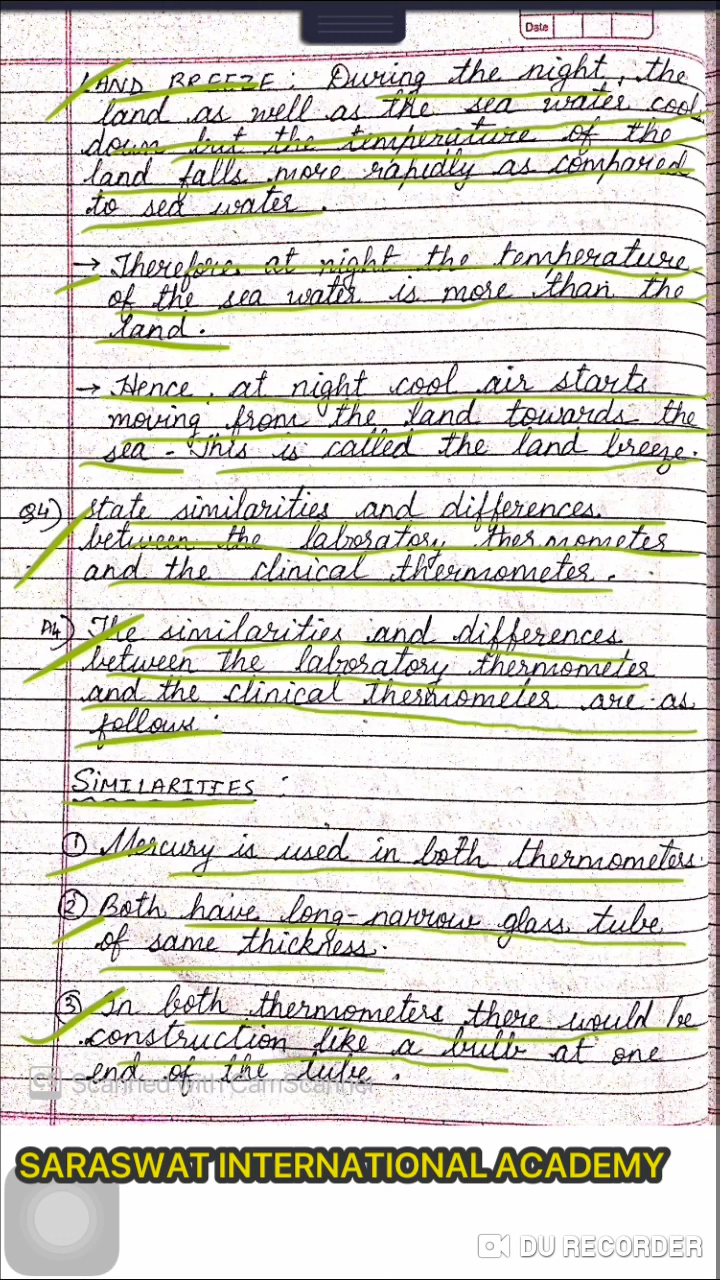 Date
LAND BREEZE : During the night, the
land as well as the sea water cool
down but the temperature of the
land falls more rapidly as compared
to sea water .
→ Therefore, at night the temperature
of the sea water is more than the
land .
→ Hence, at night cool air starts
moving from the land towards the
sea - This is called the land breeze.
Q4) State similarities and differences
between the laboratory thermometer
and the clinical thermometer .
A4) The similarities and differences
between the laboratory thermometer
and the clinical thermometer are as
follows :
SIMILARITIES :
① Mercury is used in both thermometers.
② Both have long-narrow glass tube
of same thickness.
③ In both thermometers there would be
construction like a bulb at one
end of the tube .
CS Scanned with CamScanner
SARASWAT INTERNATIONAL ACADEMY
DU RECORDER